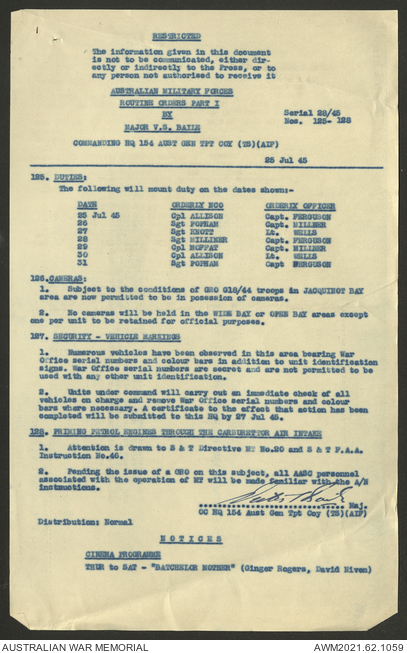 RESTRICTED
The information given in this document
is not to be communicated, either dir-
ectly or indirectly to the Press, or to
any person not authorised to receive it
AUSTRALIAN MILITARY FORCES
ROUTINE ORDERS PART I
BY
MAJOR V.S. BAILE
Serial 28/45
Nos. 125- 128
COMMANDING HQ 154 AUST GEN TPT COY (TS)(AIF)
25 Jul 45
125. DUTIES:
The following will mount duty on the dates shown:-
DATE ORDERLY NCO ORDERLY OFFICER
25 Jul 45 Cpl ALLISON Capt. FERGUSON
26 Sgt POPHAM Capt. MILLNER
27 Sgt KNOTT Lt. WELLS
28 Sgt MILLINER Capt. FERGUSON
29 Cpl MOFFAT Capt. MILLNER
30 Cpl ALLISON Lt. WELLS
31 Sgt POPHAM Capt FERGUSON
126.CAMERAS:
1. Subject to the conditions of GRO G18/44 troops in JACQUINOT BAY
area are now permitted to be in posession of cameras.
2. No cameras will be held in the WIDE BAY or OPEN BAY areas except
one per unit to be retained for official purposes.
127. SECURITY - VEHICLE MARKINGS
1. Numerous vehicles have been observed in this area bearing War
Office serial numbers and colour bars in addition to unit identification
signs. War Office serial numbers are secret and are not permitted to be
used with any other unit identification.
2. Units under command will carry out an immediate check of all
vehicles on charge and remove War Office serial numbers and colour
bars where necessary. A certificate to the effect that action has been
completed will be submitted to this HQ by 27 Jul 45.
128. PRIMING PETROL ENGINES THROUGH THE CARBURETTOR AIR INTAKE
1. Attention is drawn to S & T Directive MT No.20 and S & T F.A.A.
Instruction No.46.
2. Pending the issue of a GRO on this subject, all AASC personnel
associated with the operation of MT will be made familiar with the A/N
instructions.
Maj.
OC HQ 154 Aust Gen Tpt Coy (TS)(AIF)
Distribution: Normal
NOTICES
CINEMA PROGRAMME
THUR to SAT - "BATCHELOR MOTHER" (Ginger Rogers, David Niven)
AUSTRALIAN WAR MEMORIAL
AWM2021.62.1059